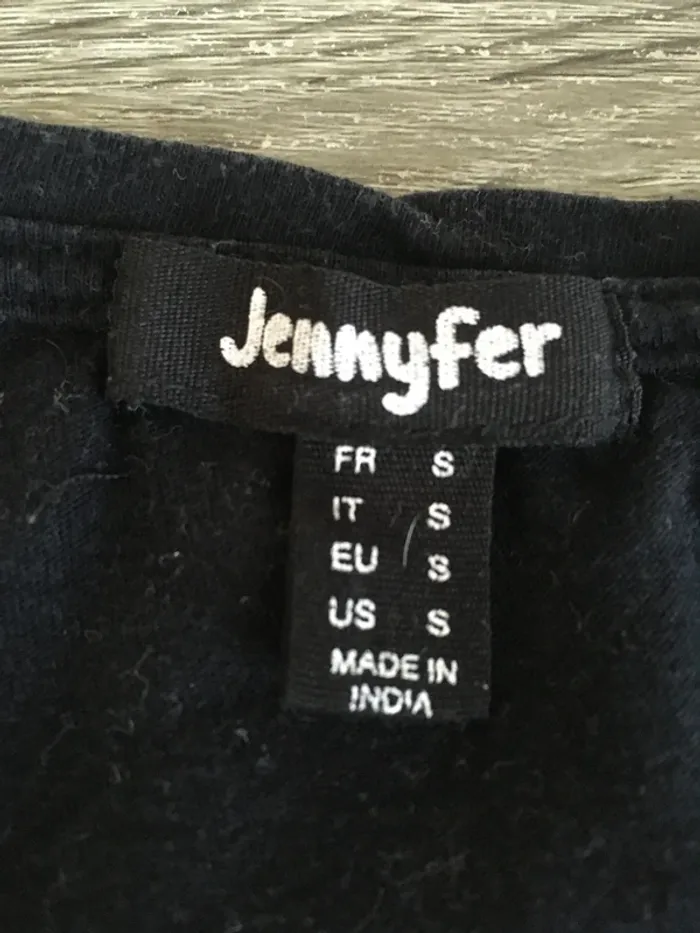 Jennyfer
FR S
IT S
EU S
US S
MADE IN
INDIA